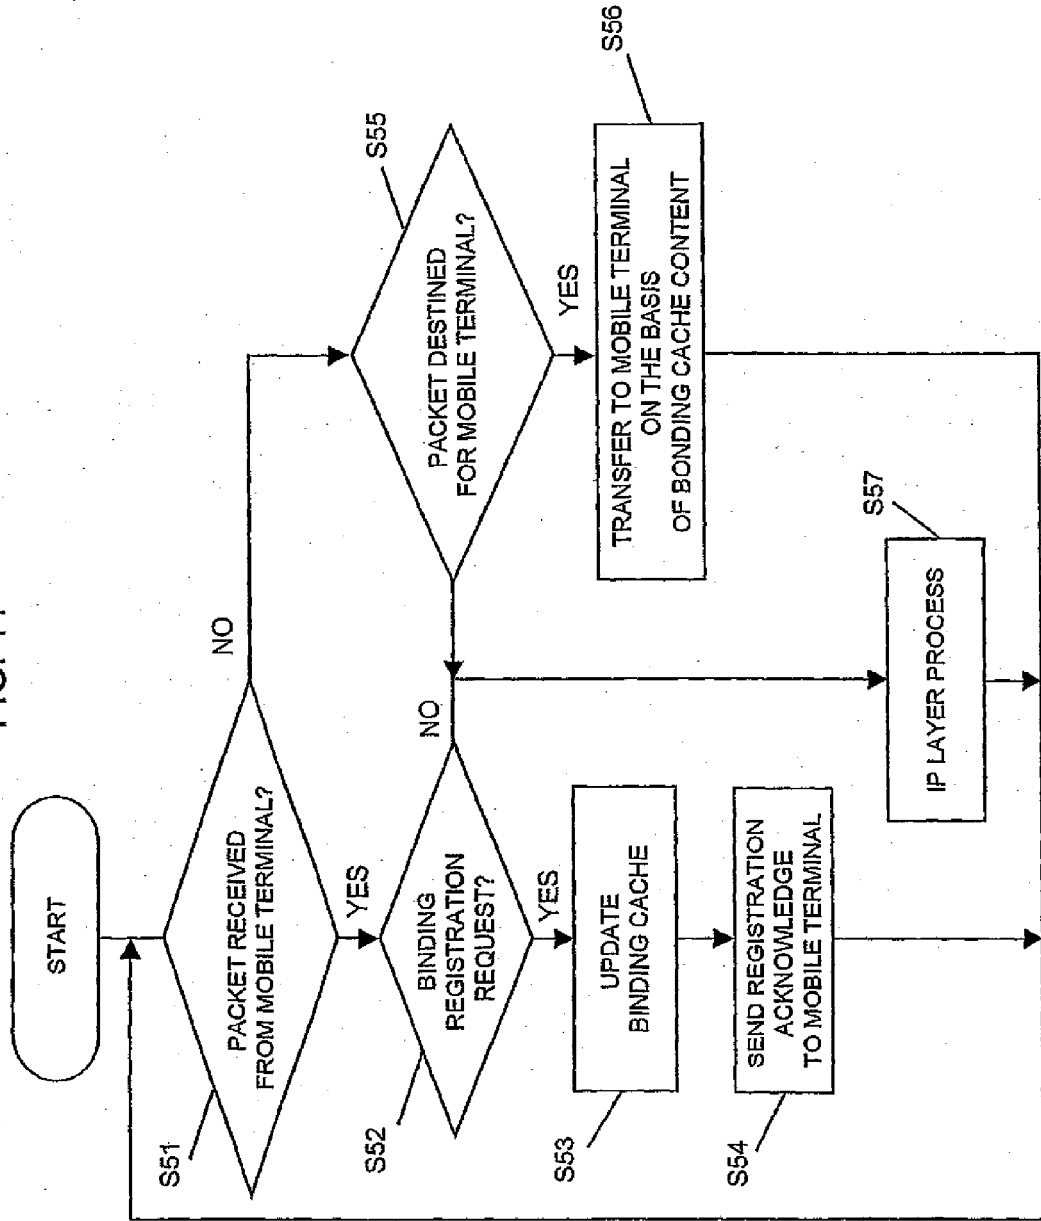 START
S51
PACKET RECEIVED
FROM MOBILE TERMINAL?
NO
YES
S52
BINDING
REGISTRATION
REQUEST?
NO
YES
S53
UPDATE
BINDING CACHE
S54
SEND REGISTRATION
ACKNOWLEDGE
TO MOBILE TERMINAL
S55
PACKET DESTINED
FOR MOBILE TERMINAL?
YES
S56
TRANSFER TO MOBILE TERMINAL
ON THE BASIS
OF BONDING CACHE CONTENT
S57
IP LAYER PROCESS